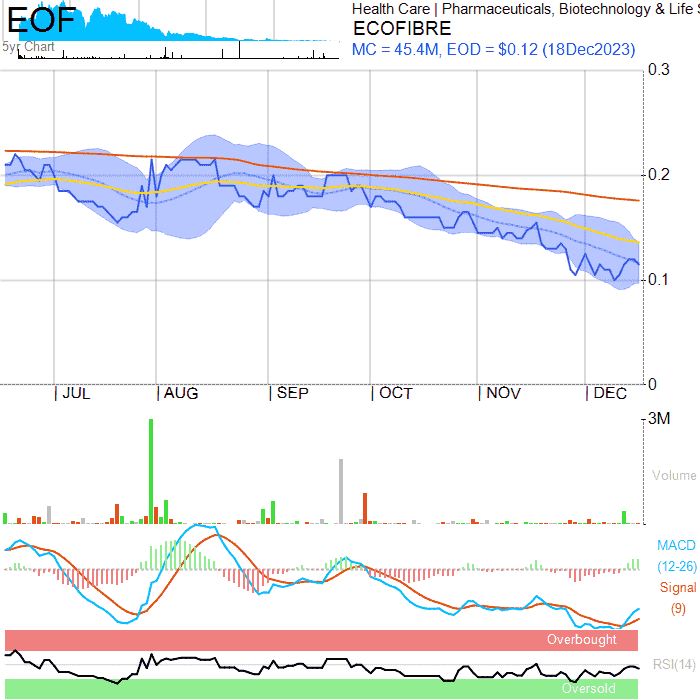 EOF
5yr Chart
Health Care | Pharmaceuticals, Biotechnology & Life S
ECOFIBRE
MC = 45.4M, EOD = $0.12 (18Dec2023)
0.3
0.2
0.1
0
JUL AUG SEP OCT NOV DEC
3M
Volume
MACD
(12-26)
Signal
(9)
Overbought
RSI(14)
Oversold